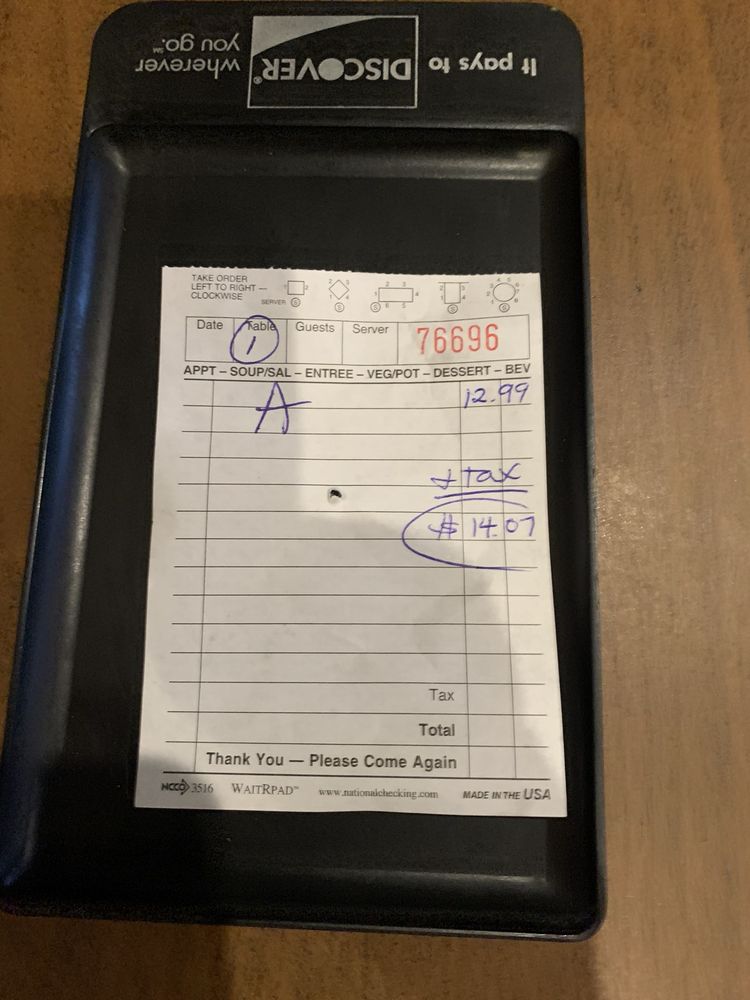 It pays to DISCOVER® wherever you go.℠
TAKE ORDER
LEFT TO RIGHT —
CLOCKWISE
SERVER S
Date Table Guests Server 76696
1
APPT – SOUP/SAL – ENTREE – VEG/POT – DESSERT – BEV
A 12.99
+ tax
$ 14.07
Tax
Total
Thank You — Please Come Again
NCCO 3516 WAITRPAD™ www.nationalchecking.com MADE IN THE USA